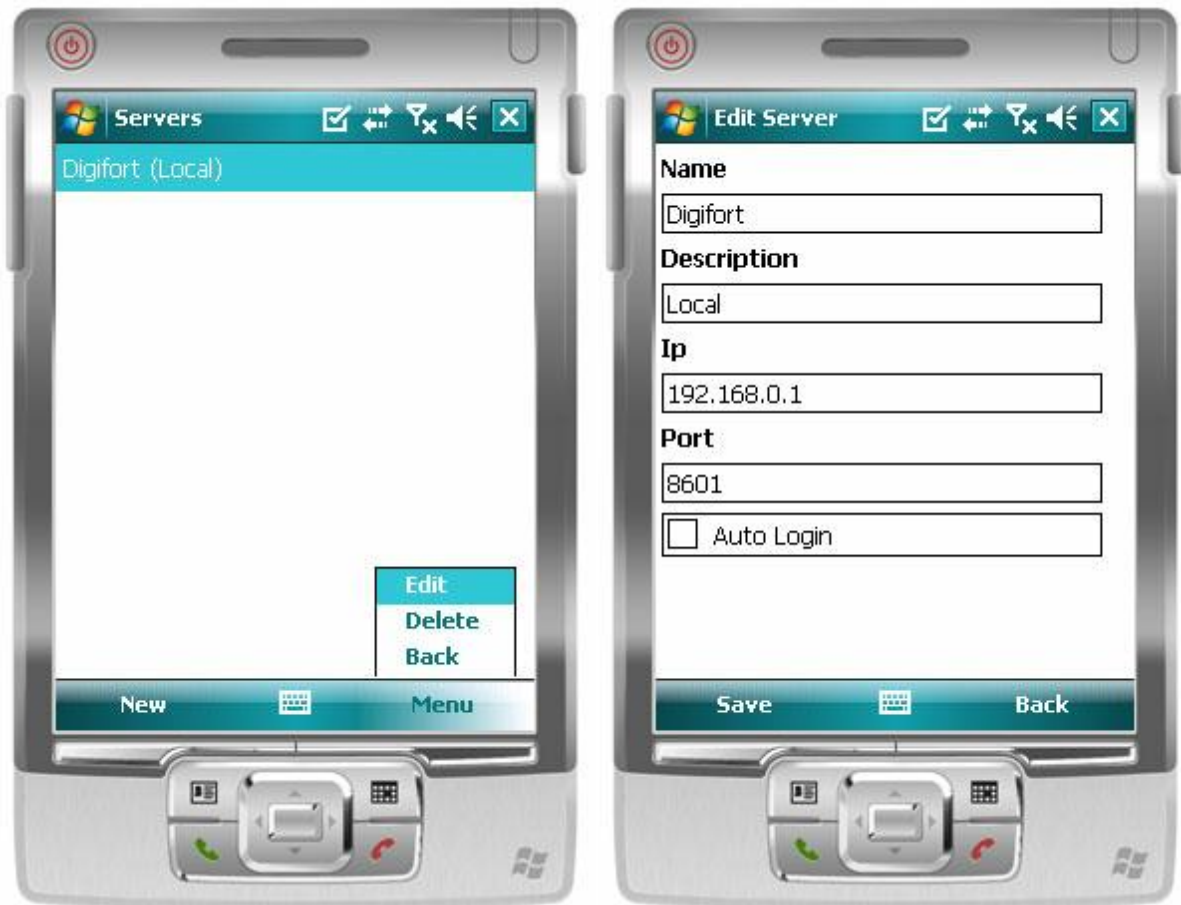 Servers
Digifort (Local)
Edit
Delete
Back
New
Menu
Edit Server
Name
Digifort
Description
Local
Ip
192.168.0.1
Port
8601
Auto Login
Save
Back